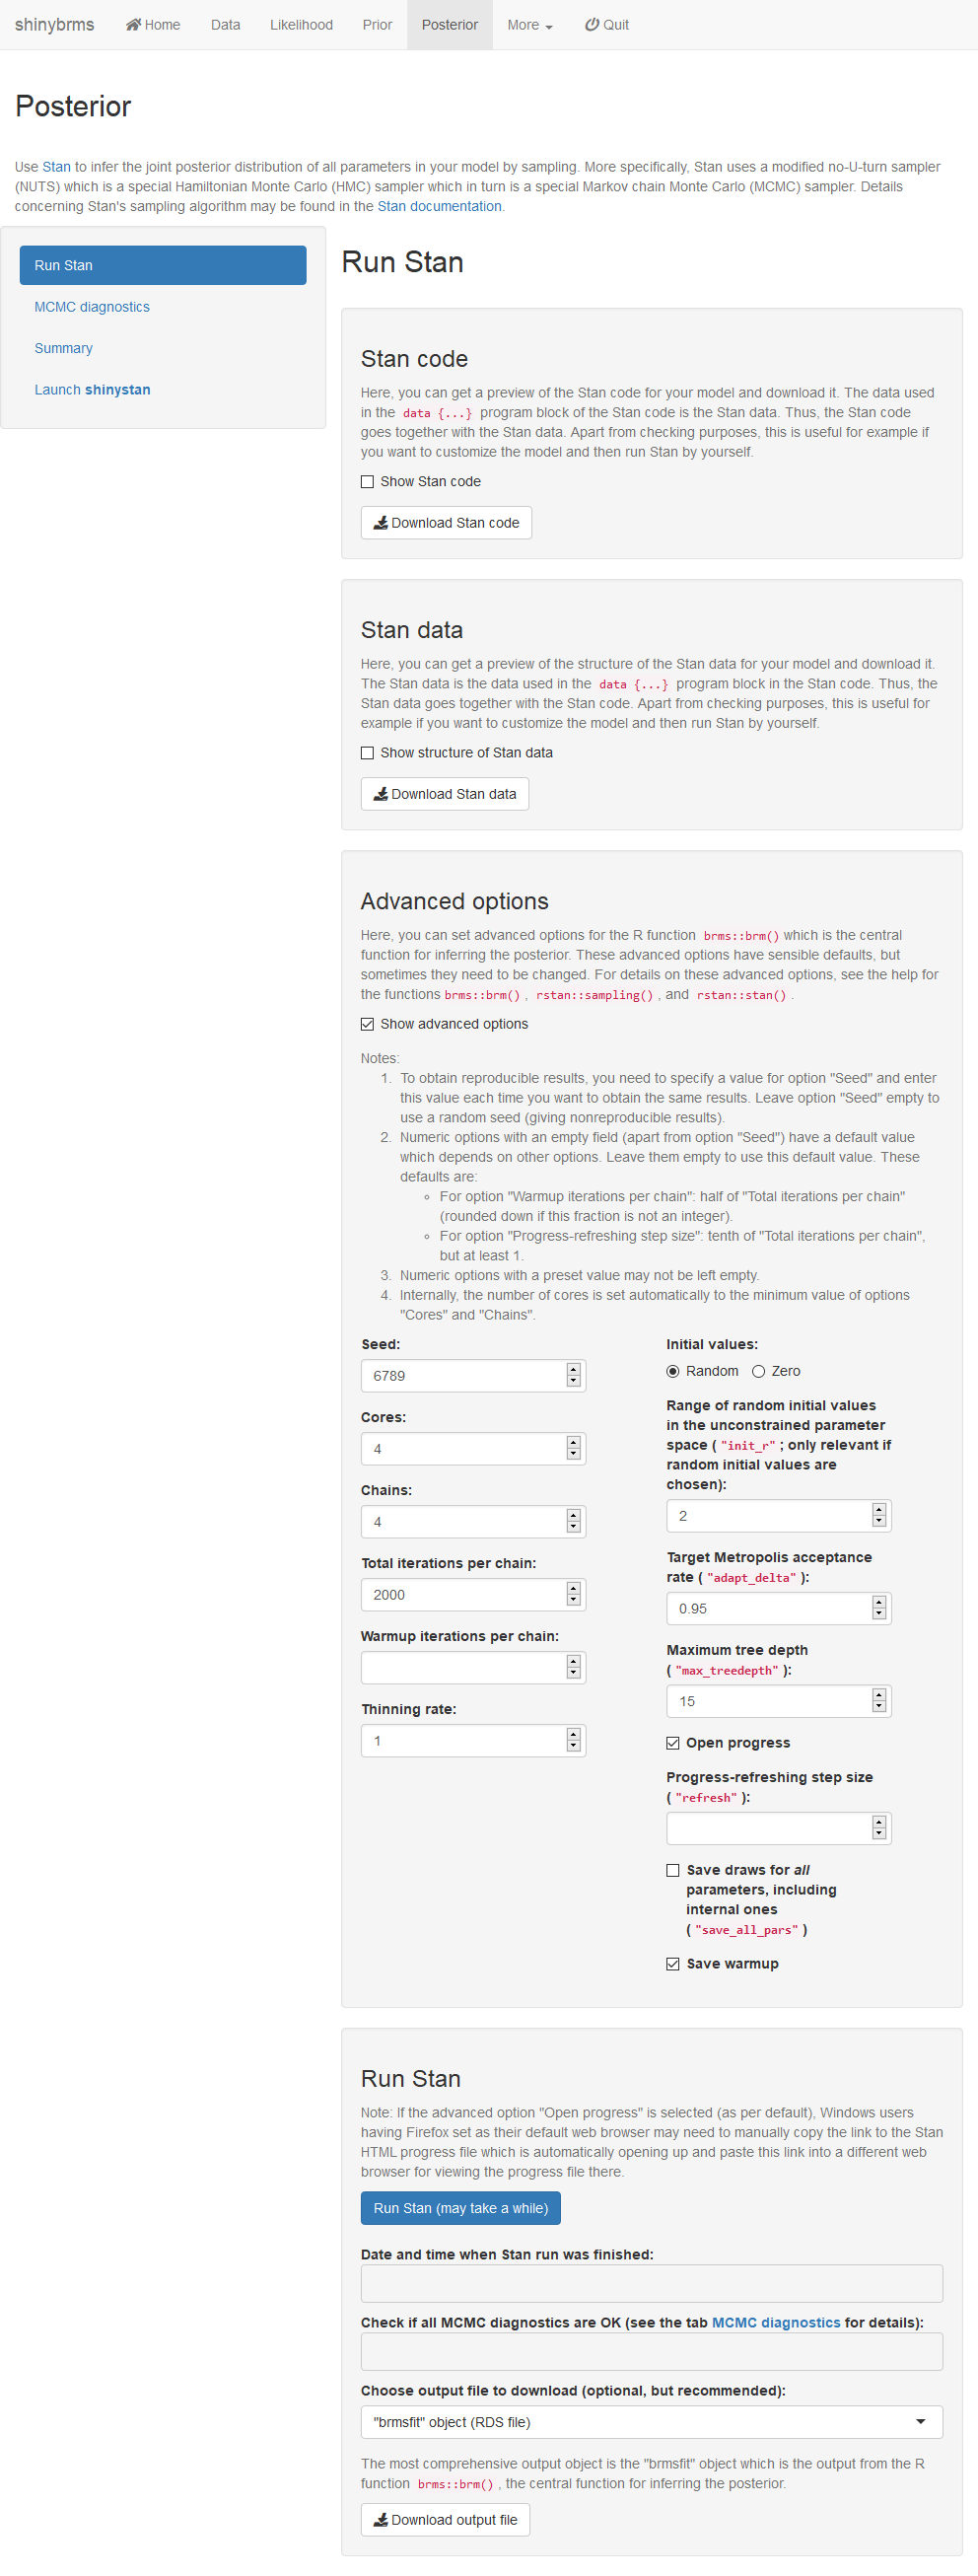 shinybrms Home Data Likelihood Prior Posterior More Quit
Posterior
Use Stan to infer the joint posterior distribution of all parameters in your model by sampling. More specifically, Stan uses a modified no-U-turn sampler
(NUTS) which is a special Hamiltonian Monte Carlo (HMC) sampler which in turn is a special Markov chain Monte Carlo (MCMC) sampler. Details
concerning Stan's sampling algorithm may be found in the Stan documentation.
Run Stan
MCMC diagnostics
Summary
Launch shinystan
Run Stan
Stan code
Here, you can get a preview of the Stan code for your model and download it. The data used
in the data {...} program block of the Stan code is the Stan data. Thus, the Stan code
goes together with the Stan data. Apart from checking purposes, this is useful for example if
you want to customize the model and then run Stan by yourself.
Show Stan code
Download Stan code
Stan data
Here, you can get a preview of the structure of the Stan data for your model and download it.
The Stan data is the data used in the data {...} program block in the Stan code. Thus, the
Stan data goes together with the Stan code. Apart from checking purposes, this is useful for
example if you want to customize the model and then run Stan by yourself.
Show structure of Stan data
Download Stan data
Advanced options
Here, you can set advanced options for the R function brms::brm() which is the central
function for inferring the posterior. These advanced options have sensible defaults, but
sometimes they need to be changed. For details on these advanced options, see the help for
the functions brms::brm() , rstan::sampling() , and rstan::stan() .
Show advanced options
Notes:
1. To obtain reproducible results, you need to specify a value for option "Seed" and enter
this value each time you want to obtain the same results. Leave option "Seed" empty to
use a random seed (giving nonreproducible results).
2. Numeric options with an empty field (apart from option "Seed") have a default value
which depends on other options. Leave them empty to use this default value. These
defaults are:
◦ For option "Warmup iterations per chain": half of "Total iterations per chain"
(rounded down if this fraction is not an integer).
◦ For option "Progress-refreshing step size": tenth of "Total iterations per chain",
but at least 1.
3. Numeric options with a preset value may not be left empty.
4. Internally, the number of cores is set automatically to the minimum value of options
"Cores" and "Chains".
Seed:
6789
Cores:
4
Chains:
4
Total iterations per chain:
2000
Warmup iterations per chain:
Thinning rate:
1
Initial values:
Random Zero
Range of random initial values
in the unconstrained parameter
space ( "init_r" ; only relevant if
random initial values are
chosen):
2
Target Metropolis acceptance
rate ( "adapt_delta" ):
0.95
Maximum tree depth
( "max_treedepth" ):
15
Open progress
Progress-refreshing step size
( "refresh" ):
Save draws for all
parameters, including
internal ones
( "save_all_pars" )
Save warmup
Run Stan
Note: If the advanced option "Open progress" is selected (as per default), Windows users
having Firefox set as their default web browser may need to manually copy the link to the Stan
HTML progress file which is automatically opening up and paste this link into a different web
browser for viewing the progress file there.
Run Stan (may take a while)
Date and time when Stan run was finished:
Check if all MCMC diagnostics are OK (see the tab MCMC diagnostics for details):
Choose output file to download (optional, but recommended):
"brmsfit" object (RDS file)
The most comprehensive output object is the "brmsfit" object which is the output from the R
function brms::brm() , the central function for inferring the posterior.
Download output file